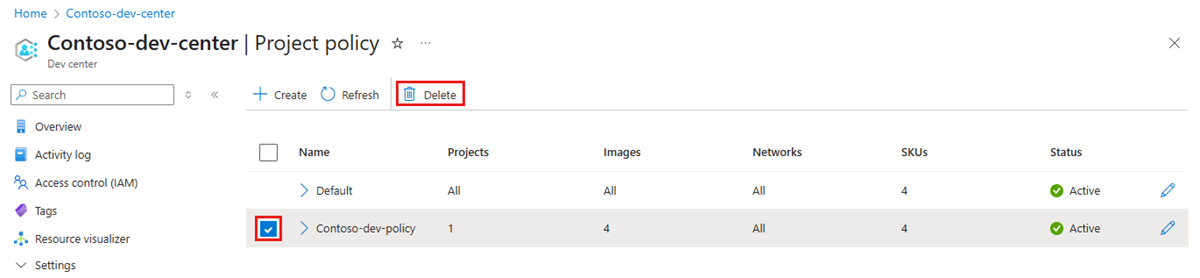 Home > Contoso-dev-center
Contoso-dev-center | Project policy
Dev center
Search
Create Refresh Delete
Overview
Activity log
Access control (IAM)
Tags
Resource visualizer
Settings
Name Projects Images Networks SKUs Status
Default All All All 4 Active
Contoso-dev-policy 1 4 All 4 Active